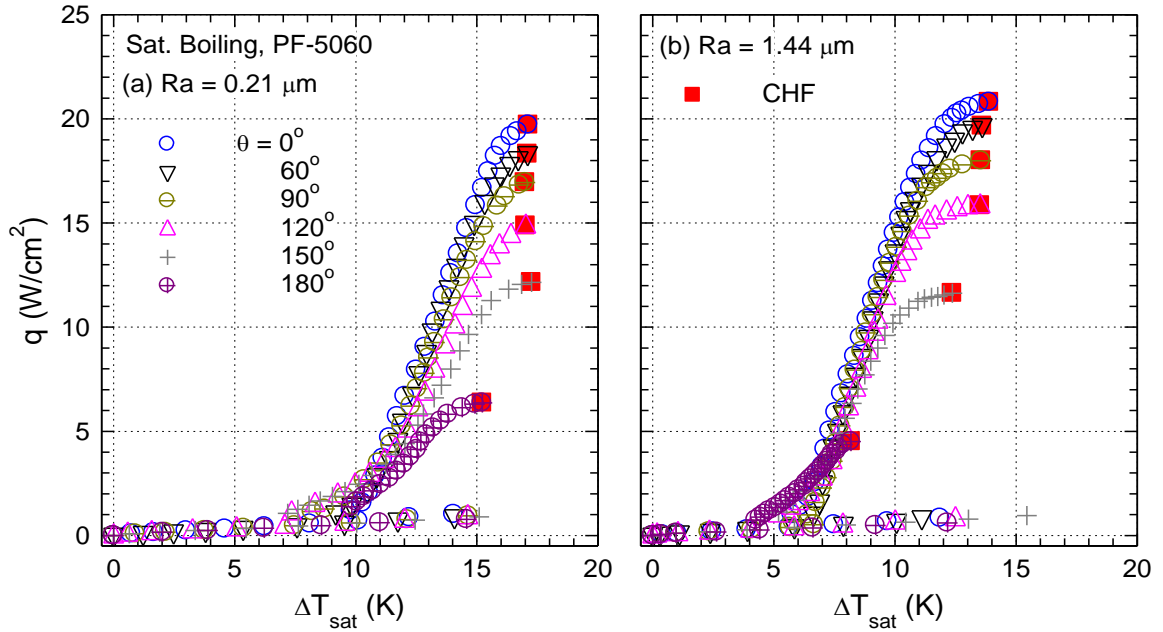 Sat. Boiling, PF-5060
(a) Ra = 0.21 μm
θ = 0°
60°
90°
120°
150°
180°
(b) Ra = 1.44 μm
CHF
q (W/cm²)
25
20
15
10
5
0
0 5 10 15 20
0 5 10 15 20
ΔT_sat (K)
ΔT_sat (K)